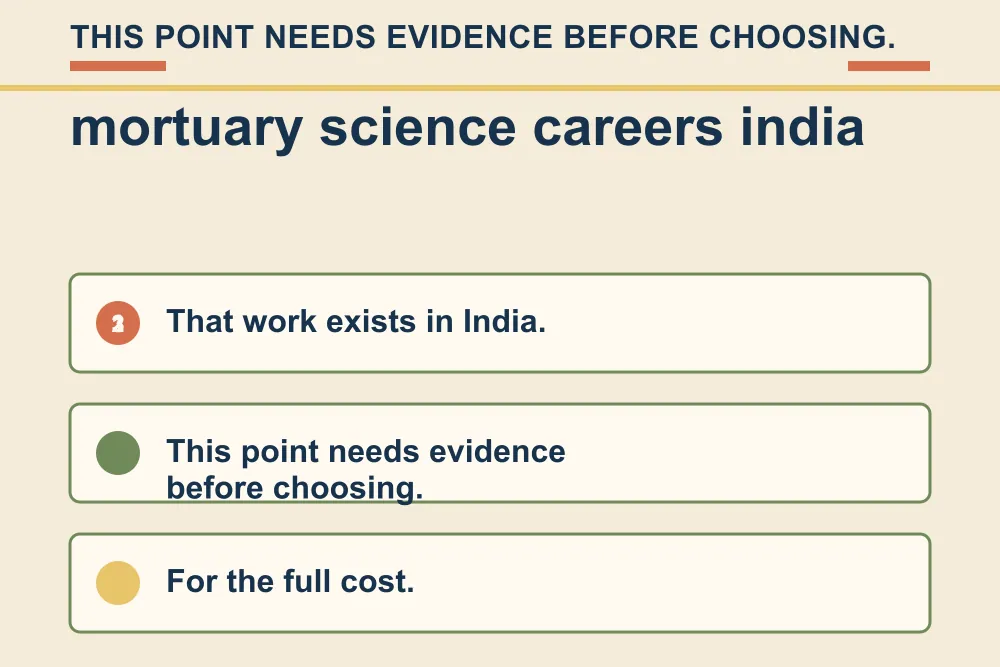 THIS POINT NEEDS EVIDENCE BEFORE CHOOSING.
mortuary science careers india
That work exists in India.
This point needs evidence
before choosing.
For the full cost.